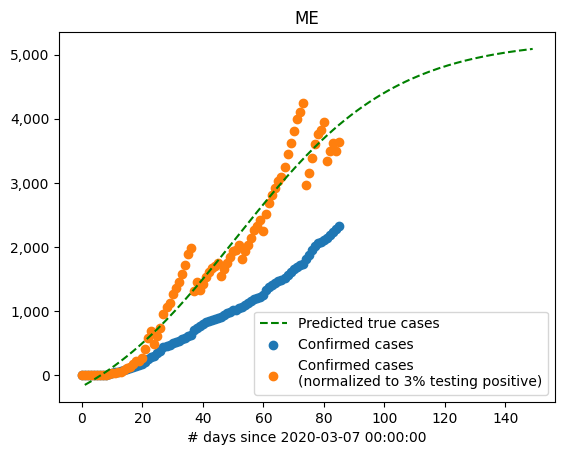 ME
5,000
4,000
3,000
2,000
1,000
0
Predicted true cases
Confirmed cases
Confirmed cases
(normalized to 3% testing positive)
0 20 40 60 80 100 120 140
# days since 2020-03-07 00:00:00